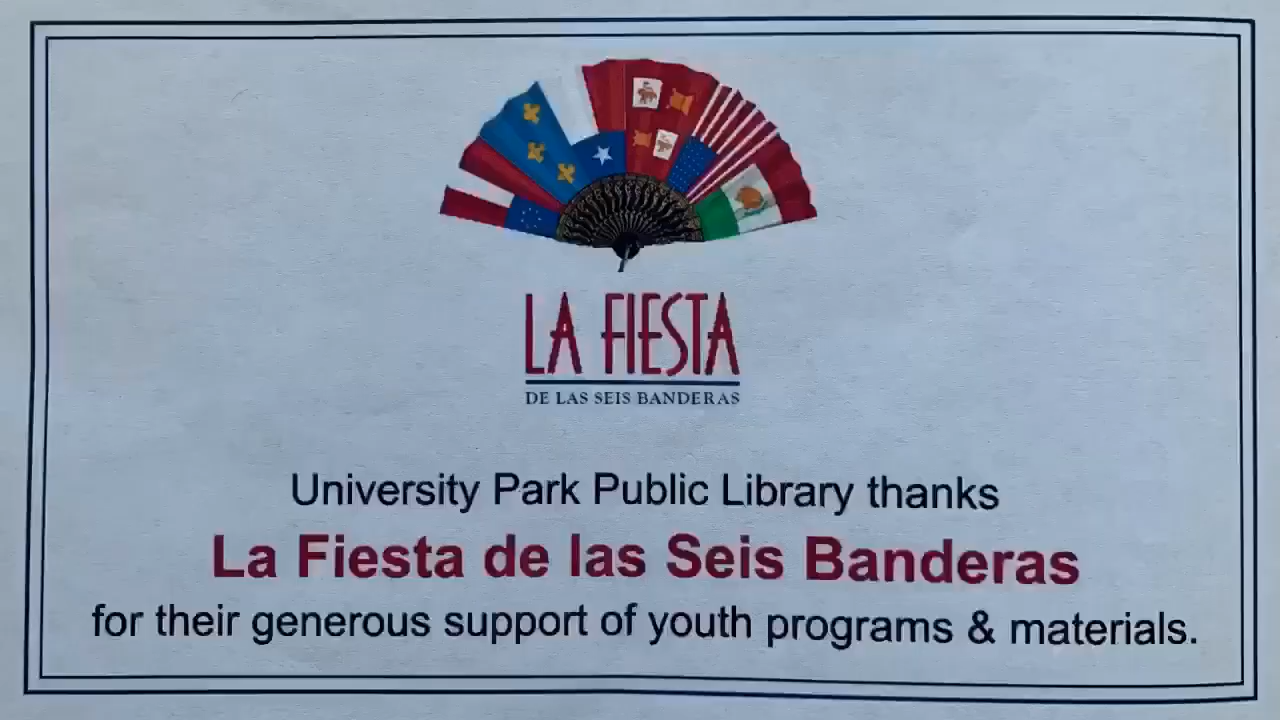 LA FIESTA
DE LAS SEIS BANDERAS
University Park Public Library thanks
La Fiesta de las Seis Banderas
for their generous support of youth programs & materials.